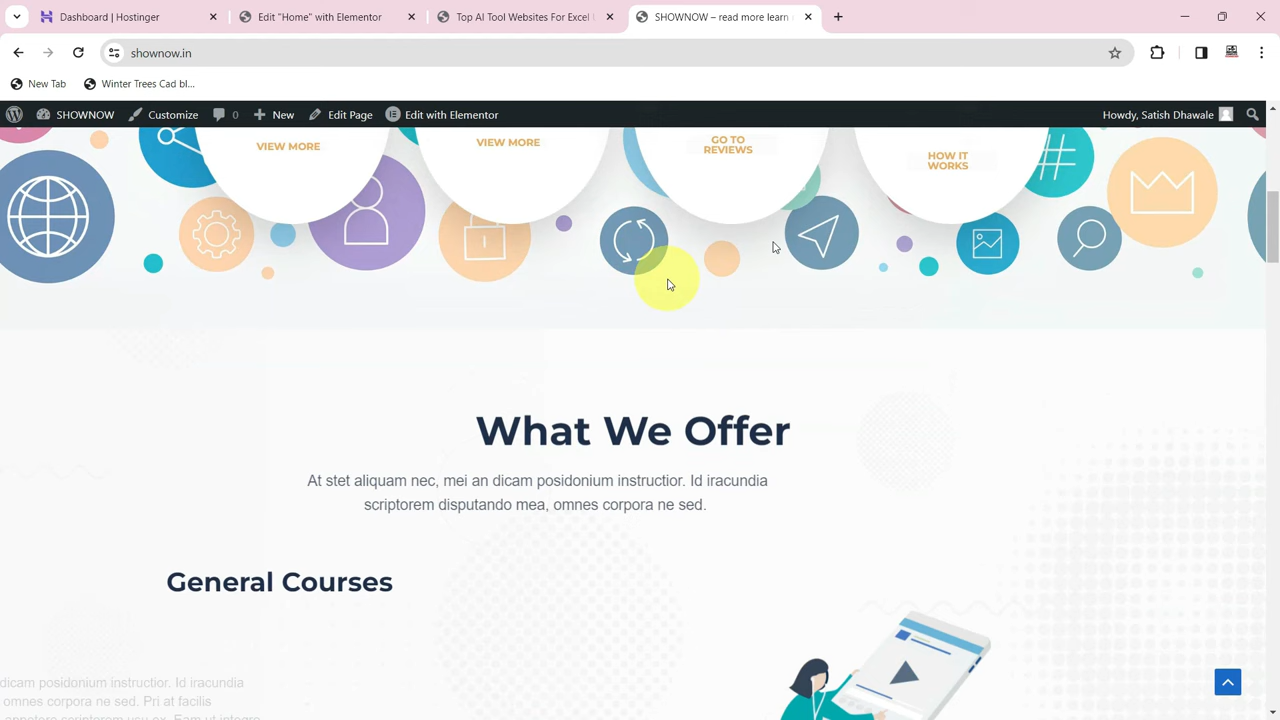 Dashboard | Hostinger
Edit "Home" with Elementor
Top AI Tool Websites For Excel
SHOWNOW – read more learn
shownow.in
New Tab
Winter Trees Cad bl...
SHOWNOW
Customize
0
New
Edit Page
Edit with Elementor
Howdy, Satish Dhawale
VIEW MORE
VIEW MORE
GO TO
REVIEWS
HOW IT
WORKS
What We Offer
At stet aliquam nec, mei an dicam posidonium instructior. Id iracundia
scriptorem disputando mea, omnes corpora ne sed.
General Courses
dicam posidonium instructior. Id iracundia
omnes corpora ne sed. Pri at facilis